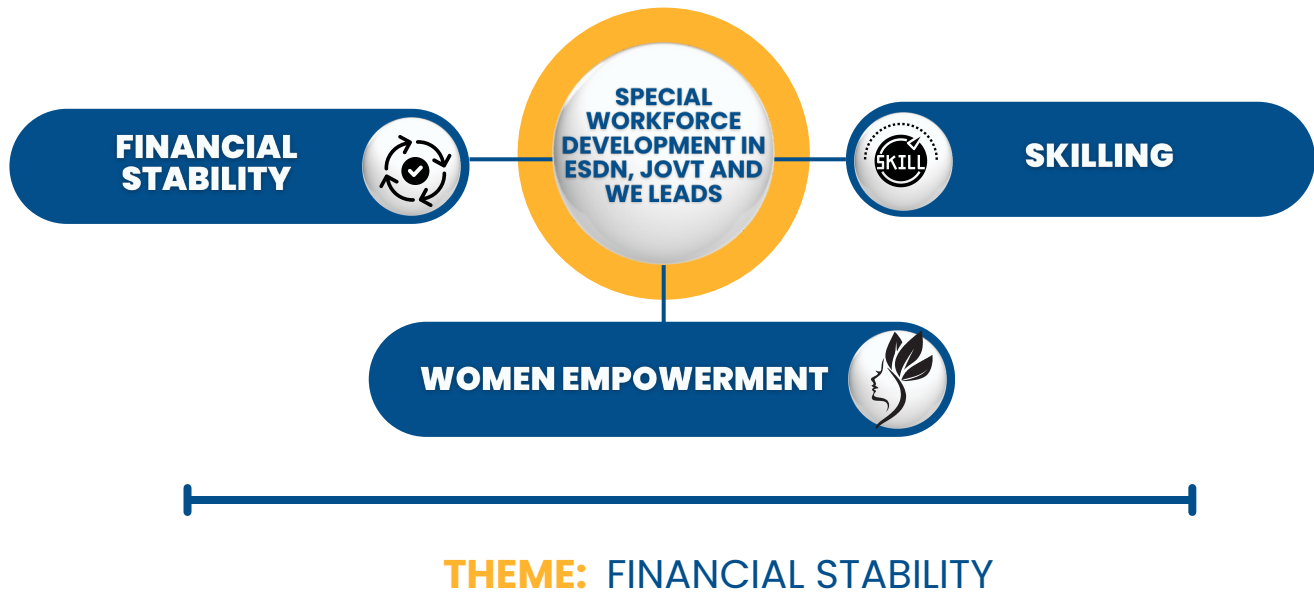 SPECIAL
WORKFORCE
DEVELOPMENT IN
ESDN, JOVT AND
WE LEADS
FINANCIAL
STABILITY
SKILL
SKILLING
WOMEN EMPOWERMENT
THEME: FINANCIAL STABILITY